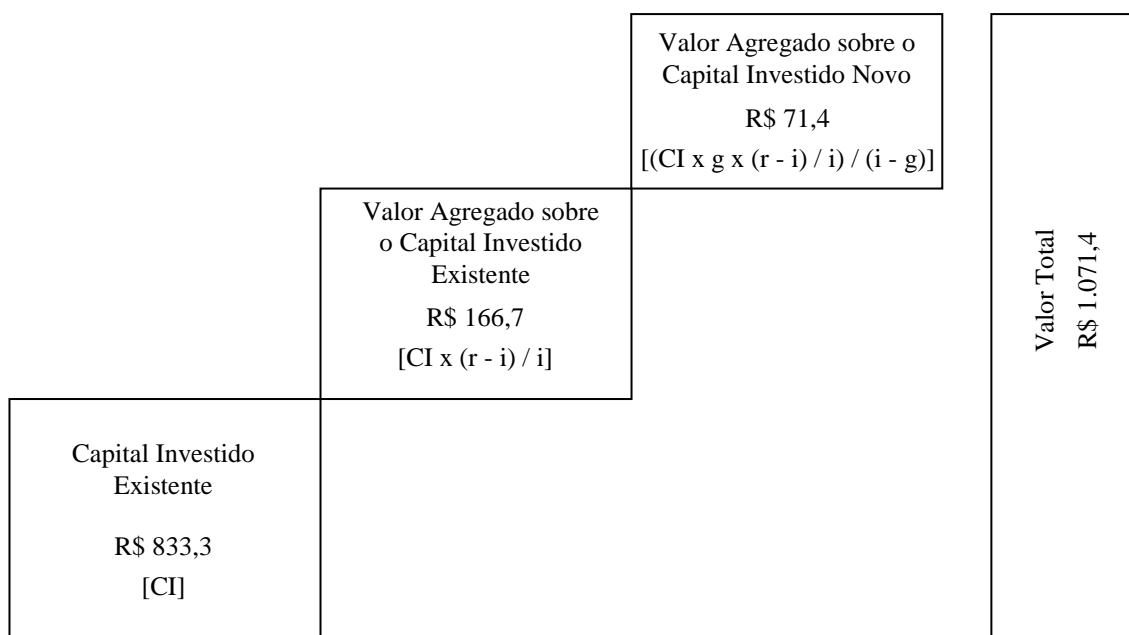 Valor Agregado sobre o
Capital Investido Novo
R$ 71,4
[(CI x g x (r - i) / i) / (i - g)]
Valor Agregado sobre
o Capital Investido
Existente
R$ 166,7
[CI x (r - i) / i]
Capital Investido
Existente
R$ 833,3
[CI]
Valor Total
R$ 1.071,4